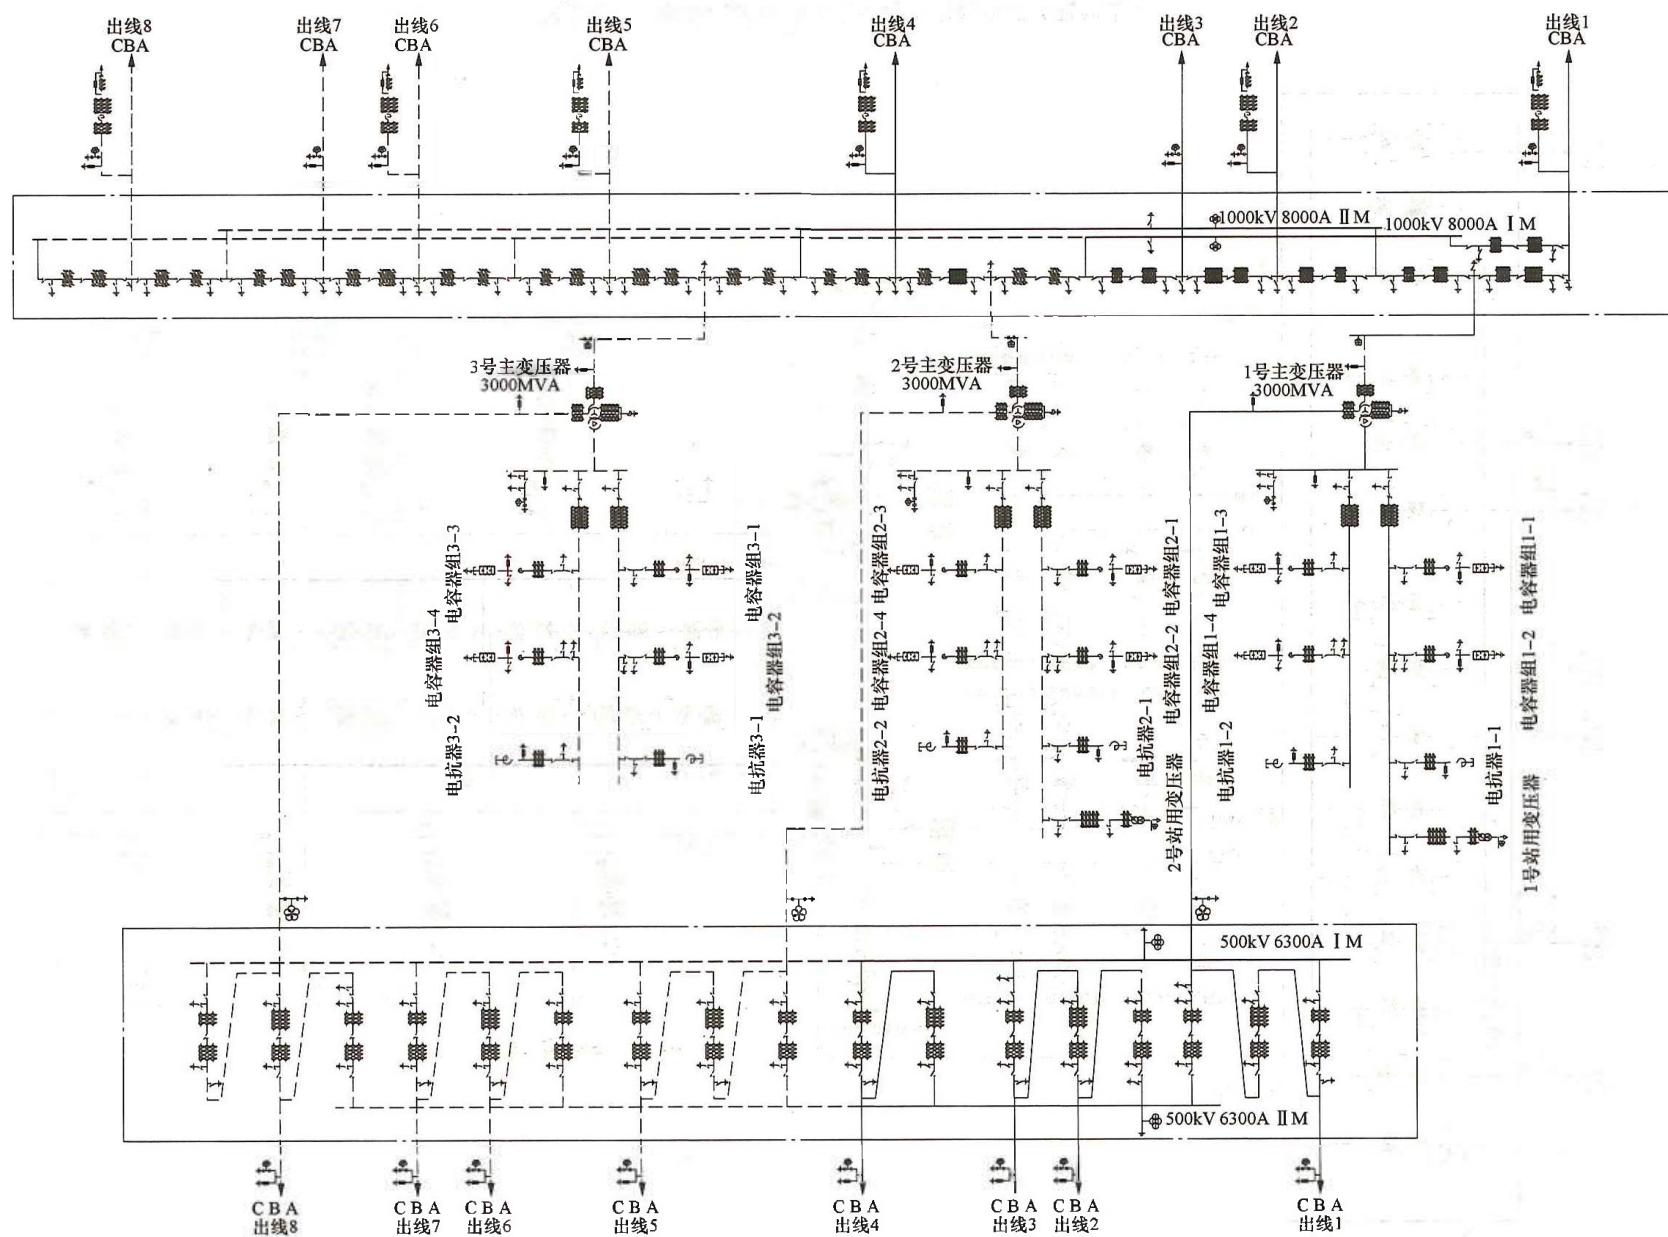 出线8
CBA
出线7
CBA
出线6
CBA
出线5
CBA
出线4
CBA
出线3
CBA
出线2
CBA
出线1
CBA
1000kV 8000A ⅡM
1000kV 8000A ⅠM
3号主变压器
3000MVA
2号主变压器
3000MVA
1号主变压器
3000MVA
电容器组3-3
电容器组3-4
电抗器3-2
电容器组3-1
电容器组3-2
电抗器3-1
电容器组2-3
电容器组2-4
电抗器2-2
电容器组2-1
电容器组2-2
电抗器2-1
2号站用变压器
电容器组1-3
电容器组1-4
电抗器1-2
电容器组1-1
电容器组1-2
电抗器1-1
1号站用变压器
500kV 6300A ⅠM
500kV 6300A ⅡM
C B A
出线8
C B A
出线7
C B A
出线6
C B A
出线5
C B A
出线4
C B A
出线3
C B A
出线2
C B A
出线1